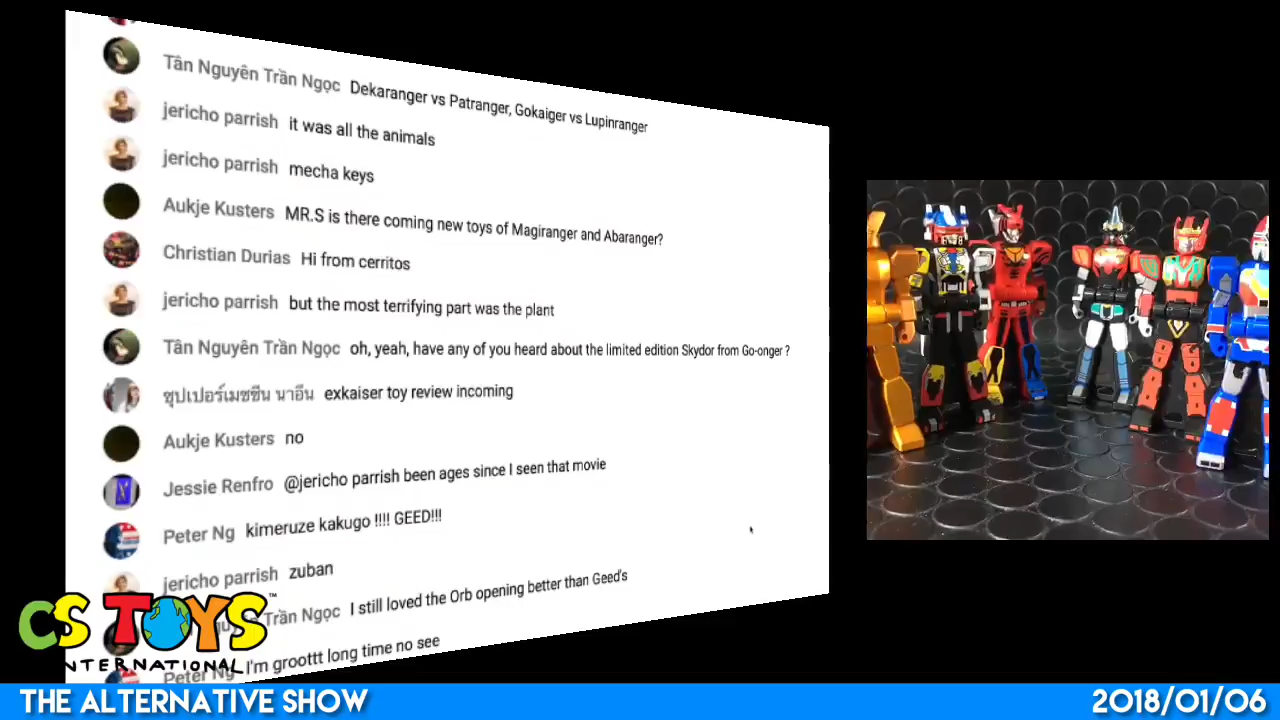 Tân Nguyên Trần Ngọc Dekaranger vs Patranger, Gokaiger vs Lupinranger
jericho parrish it was all the animals
jericho parrish mecha keys
Aukje Kusters MR.S is there coming new toys of Magiranger and Abaranger?
Christian Durias Hi from cerritos
jericho parrish but the most terrifying part was the plant
Tân Nguyên Trần Ngọc oh, yeah, have any of you heard about the limited edition Skydor from Go-onger ?
ซุปเปอร์เมซซีน นาอึน exkaiser toy review incoming
Aukje Kusters no
Jessie Renfro @jericho parrish been ages since I seen that movie
Peter Ng kimeruze kakugo !!!! GEED!!!
jericho parrish zuban
Trần Ngọc I still loved the Orb opening better than Geed's
Peter Ng I'm groottt long time no see
CS TOYS™
INTERNATIONAL
THE ALTERNATIVE SHOW
2018/01/06